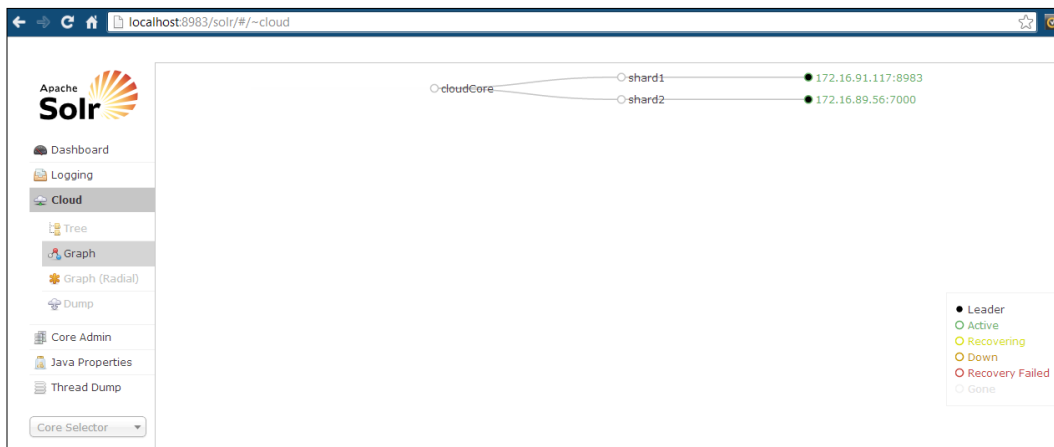 localhost:8983/solr/#/~cloud
Apache
Solr
Dashboard
Logging
Cloud
Tree
Graph
Graph (Radial)
Dump
Core Admin
Java Properties
Thread Dump
Core Selector
cloudCore
shard1
172.16.91.117:8983
shard2
172.16.89.56:7000
Leader
Active
Recovering
Down
Recovery Failed
Gone